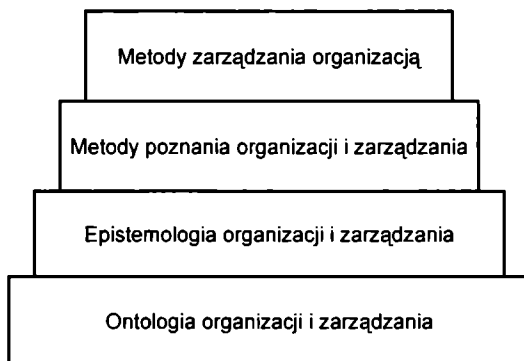 Metody zarządzania organizacją
Metody poznania organizacji i zarządzania
Epistemologia organizacji i zarządzania
Ontologia organizacji i zarządzania